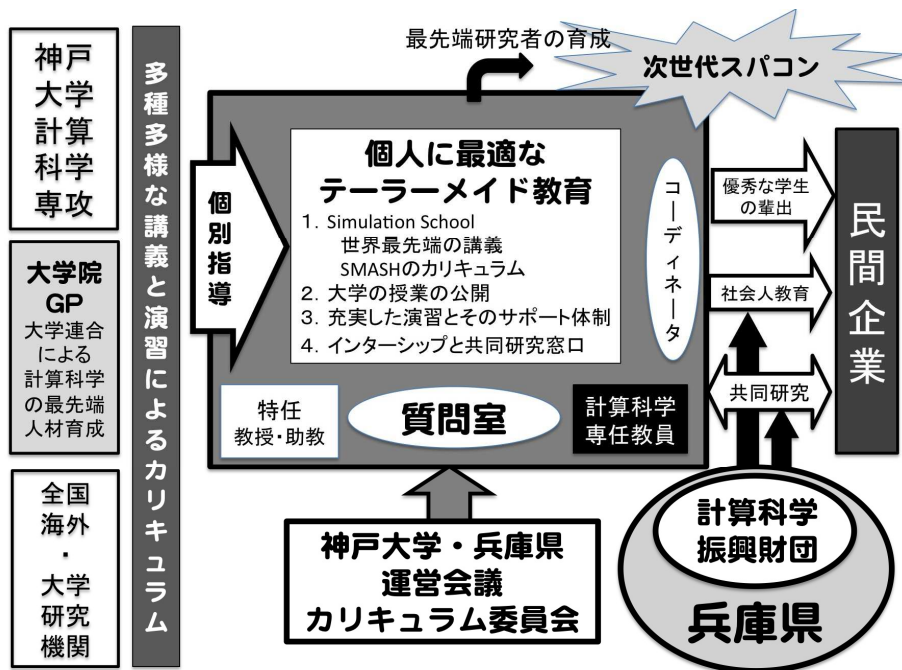 神戸
大学
計算
科学
専攻
大学院
GP
大学連合
による
計算科学
の最先端
人材育成
全国
海外
・
大学
研究
機関
多種多様な講義と演習によるカリキュラム
個別指導
最先端研究者の育成
次世代スパコン
個人に最適な
テーラーメイド教育
1. Simulation School
世界最先端の講義
SMASHのカリキュラム
2. 大学の授業の公開
3. 充実した演習とそのサポート体制
4. インターシップと共同研究窓口
コーディネータ
特任
教授・助教
質問室
計算科学
専任教員
神戸大学・兵庫県
運営会議
カリキュラム委員会
優秀な学生
の輩出
社会人教育
共同研究
民間企業
計算科学
振興財団
兵庫県